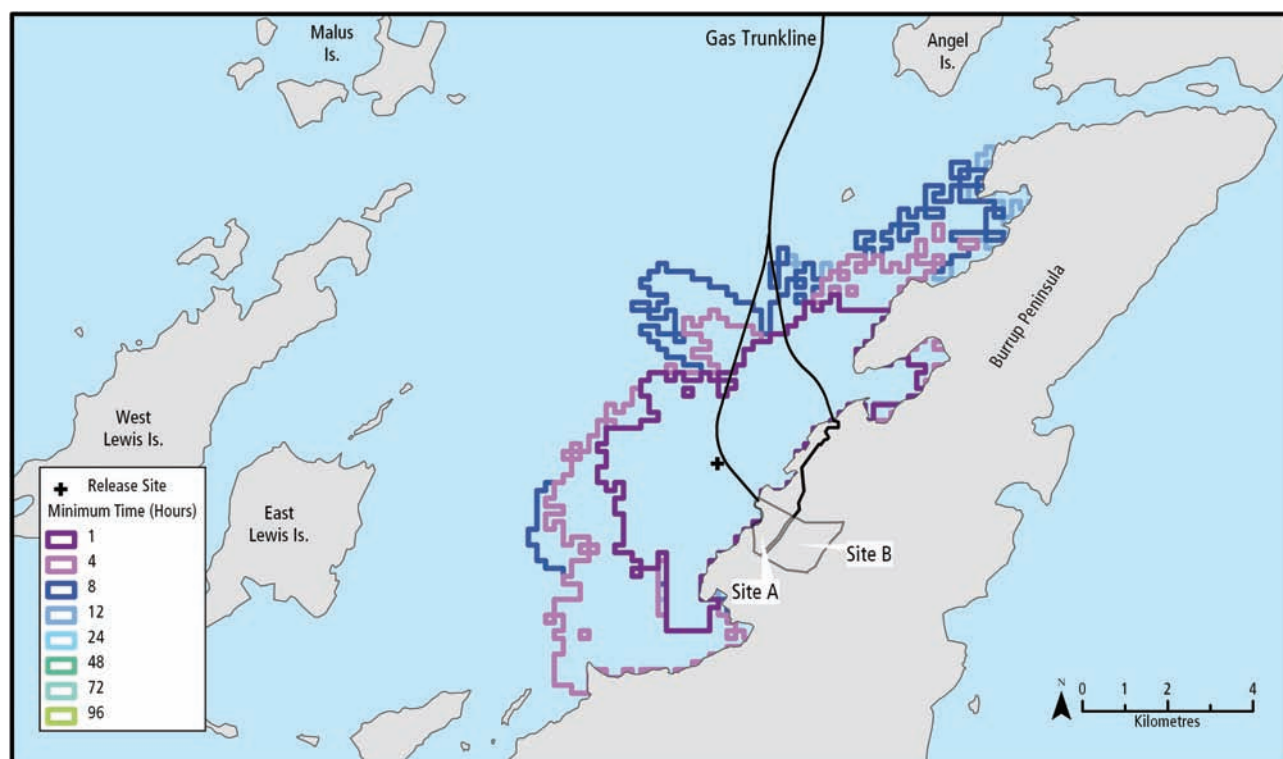 Malus
Is.
Gas Trunkline
Angel
Is.
Burrup Peninsula
West
Lewis Is.
East
Lewis Is.
Release Site
Minimum Time (Hours)
1
4
8
12
24
48
72
96
Site B
Site A
N
0 1 2 4
Kilometres